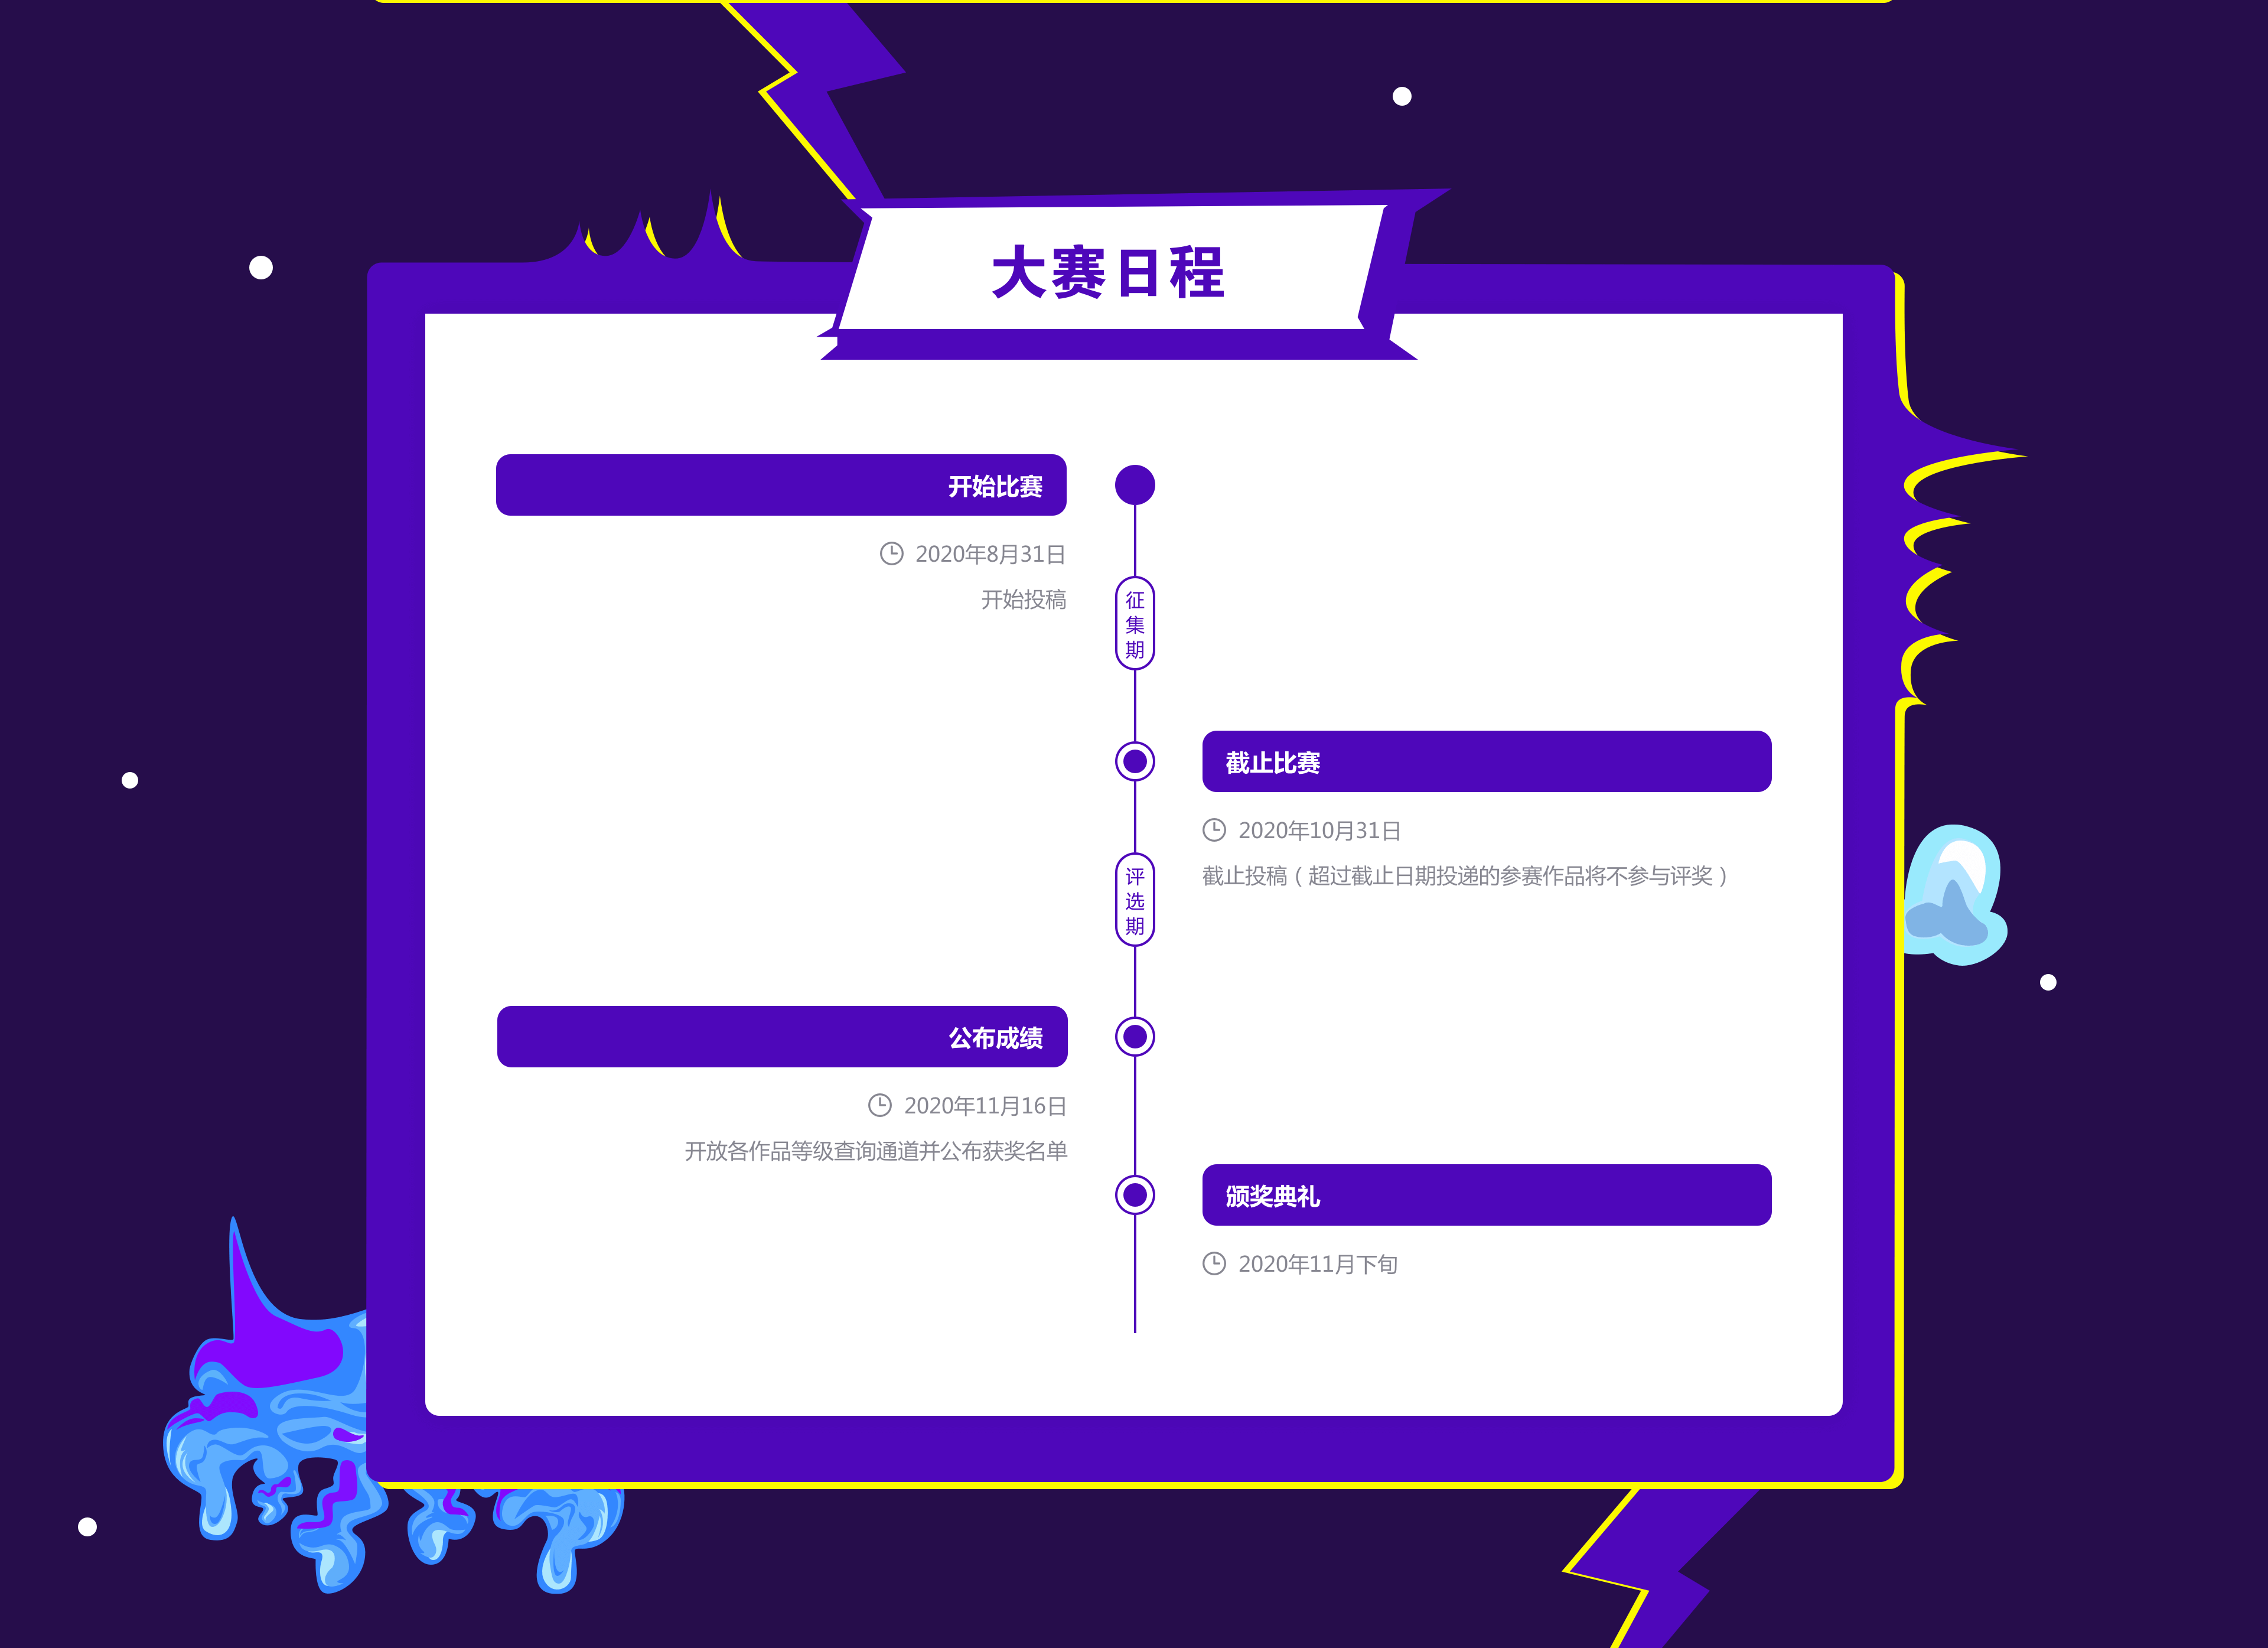 大赛日程
开始比赛
2020年8月31日
开始投稿
征
集
期
截止比赛
2020年10月31日
截止投稿（超过截止日期投递的参赛作品将不参与评奖）
评
选
期
公布成绩
2020年11月16日
开放各作品等级查询通道并公布获奖名单
颁奖典礼
2020年11月下旬